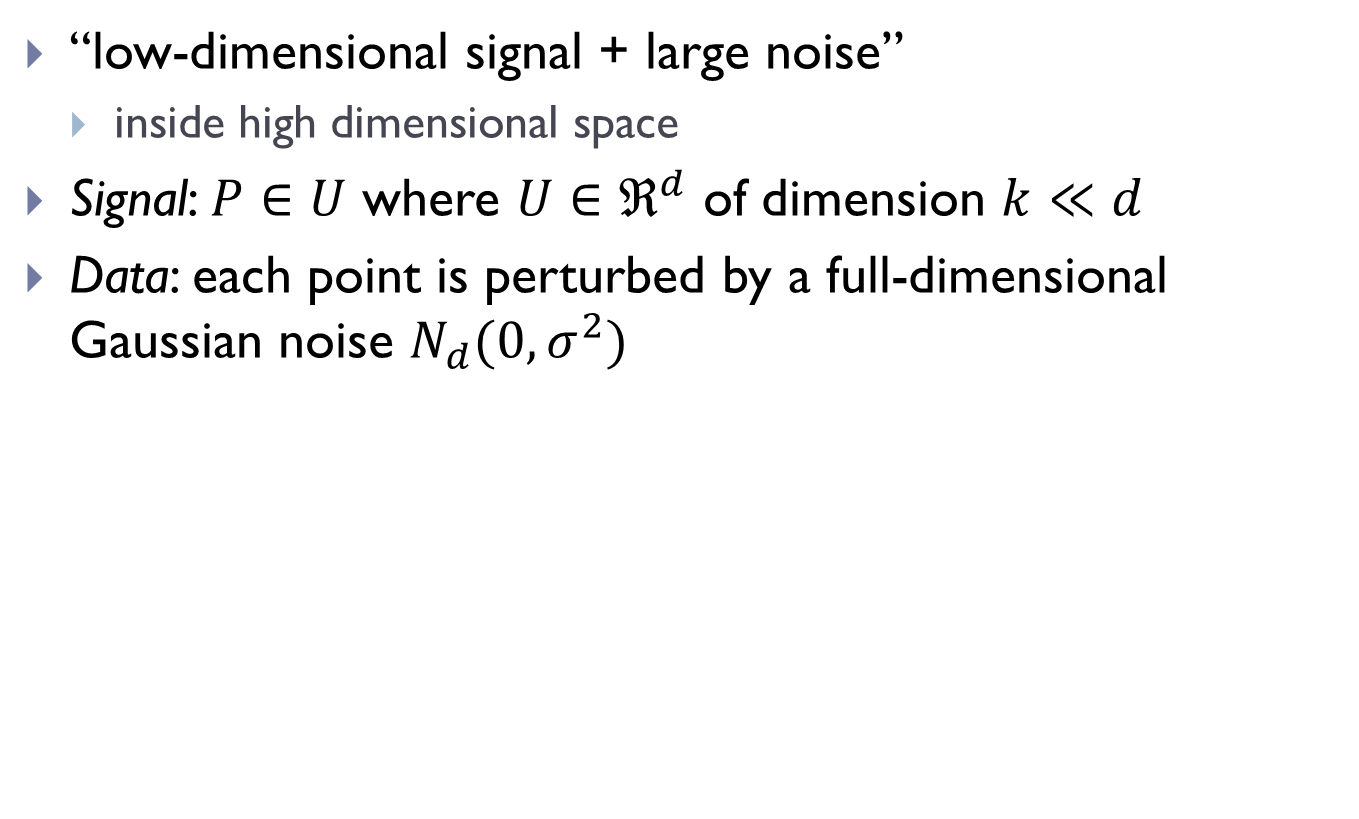 “low-dimensional signal + large noise”
inside high dimensional space
Signal: P ∈ U where U ∈ ℜ^d of dimension k ≪ d
Data: each point is perturbed by a full-dimensional
Gaussian noise N_d(0, σ^2)